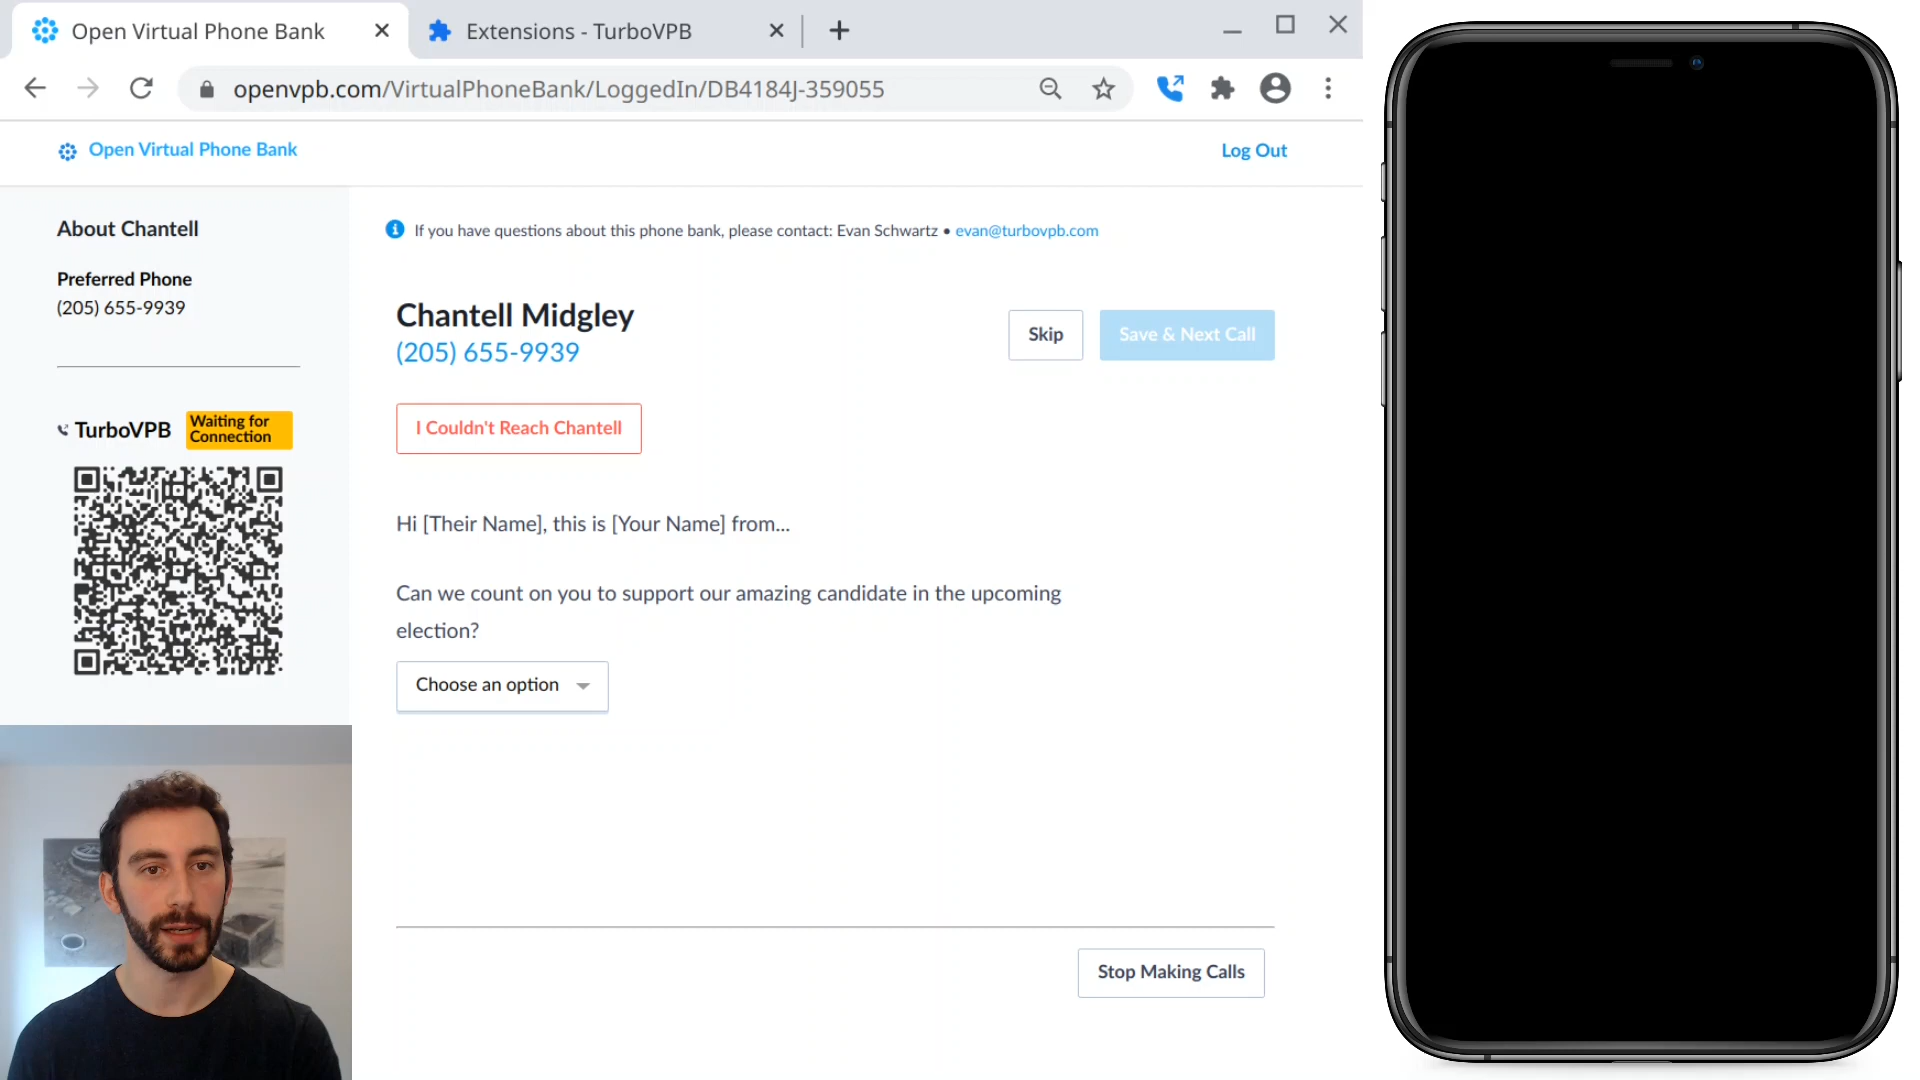 Open Virtual Phone Bank
Extensions - TurboVPB
openvpb.com/VirtualPhoneBank/LoggedIn/DB4184J-359055
Open Virtual Phone Bank
Log Out
About Chantell
Preferred Phone
(205) 655-9939
TurboVPB
Waiting for
Connection
If you have questions about this phone bank, please contact: Evan Schwartz • evan@turbovpb.com
Chantell Midgley
(205) 655-9939
Skip
Save & Next Call
I Couldn't Reach Chantell
Hi [Their Name], this is [Your Name] from...
Can we count on you to support our amazing candidate in the upcoming
election?
Choose an option
Stop Making Calls